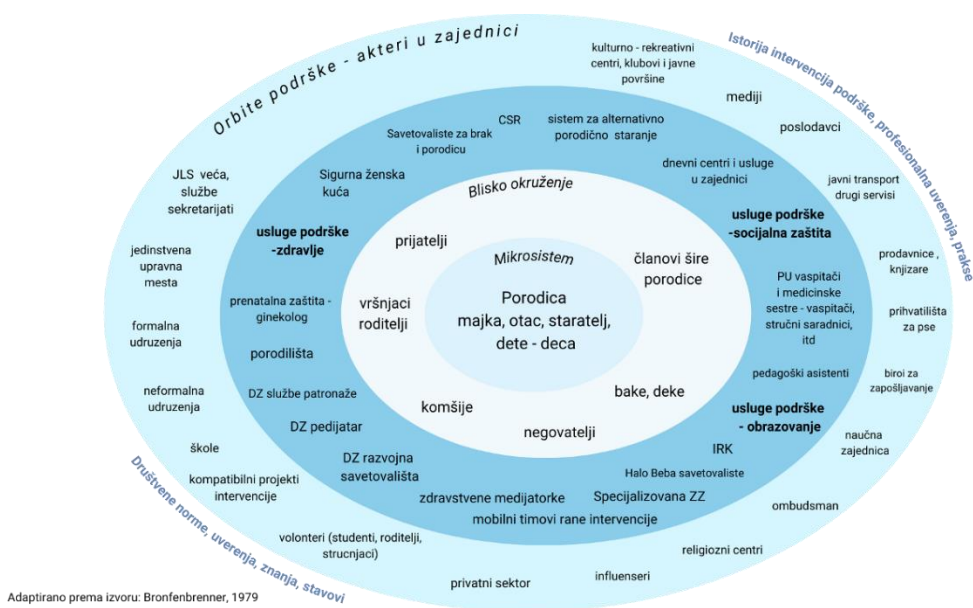 Orbite podrške - akteri u zajednici
kulturno - rekreativni
centri, klubovi i javne
površine
Istorija intervencija podrške, profesionalna uverenja, prakse
mediji
poslodavci
javni transport
drugi servisi
prodavnice ,
knjizare
prihvatilišta
za pse
biroi za
zapošljavanje
naučna
zajednica
ombudsman
religiozni centri
influenseri
privatni sektor
volonteri (studenti, roditelji,
strucnjaci)
kompatibilni projekti
intervencije
škole
neformalna
udruzenja
formalna
udruzenja
jedinstvena
upravna
mesta
JLS veća,
službe
sekretarijati
Društvene norme, uverenja, znanja, stavovi
CSR
sistem za alternativno
porodično staranje
Savetovaliste za brak
i porodicu
dnevni centri i usluge
u zajednici
Sigurna ženska
kuća
usluge podrške
-zdravlje
usluge podrške
-socijalna zaštita
prenatalna zaštita -
ginekolog
PU vaspitači
i medicinske
sestre - vaspitači,
stručni saradnici,
itd
porodilišta
pedagoški asistenti
DZ službe patronaže
usluge podrške
- obrazovanje
DZ pedijatar
IRK
DZ razvojna
savetovališta
Halo Beba savetovaliste
zdravstvene medijatorke
Specijalizovana ZZ
mobilni timovi rane intervencije
Blisko okruženje
prijatelji
članovi šire
porodice
vršnjaci
roditelji
bake, deke
komšije
negovatelji
Mikrosistem
Porodica
majka, otac, staratelj,
dete - deca
Adaptirano prema izvoru: Bronfenbrenner, 1979